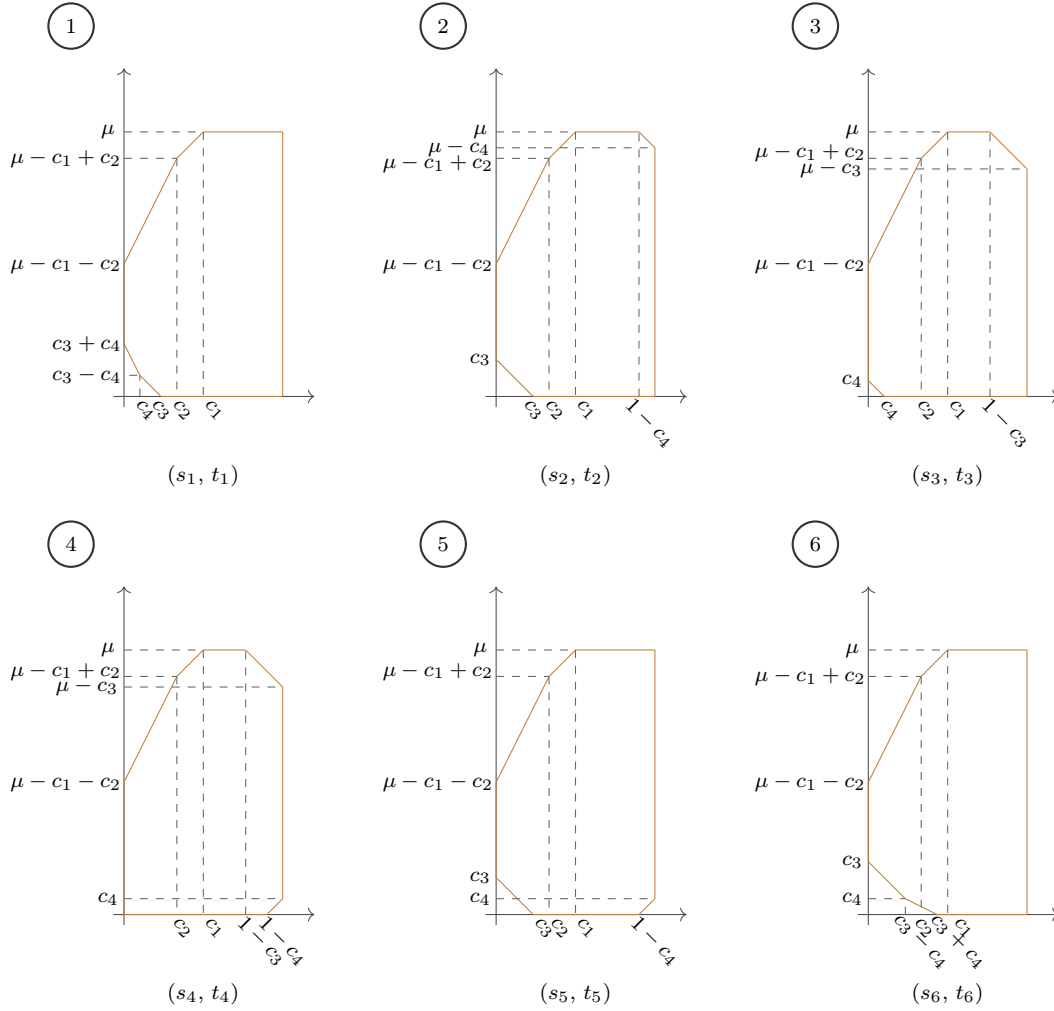 1
μ
μ − c₁ + c₂
μ − c₁ − c₂
c₃ + c₄
c₃ − c₄
c₄
c₃
c₂
c₁
(s₁, t₁)
2
μ
μ − c₄
μ − c₁ + c₂
μ − c₁ − c₂
c₃
c₃
c₂
c₁
1 − c₄
(s₂, t₂)
3
μ
μ − c₁ + c₂
μ − c₃
μ − c₁ − c₂
c₄
c₄
c₂
c₁
1 − c₃
(s₃, t₃)
4
μ
μ − c₁ + c₂
μ − c₃
μ − c₁ − c₂
c₄
c₂
c₁
1 − c₃
1 − c₄
(s₄, t₄)
5
μ
μ − c₁ + c₂
μ − c₁ − c₂
c₃
c₄
c₃
c₂
c₁
1 − c₄
(s₅, t₅)
6
μ
μ − c₁ + c₂
μ − c₁ − c₂
c₃
c₄
c₃ − c₄
c₂
c₃ + c₄
c₁
(s₆, t₆)